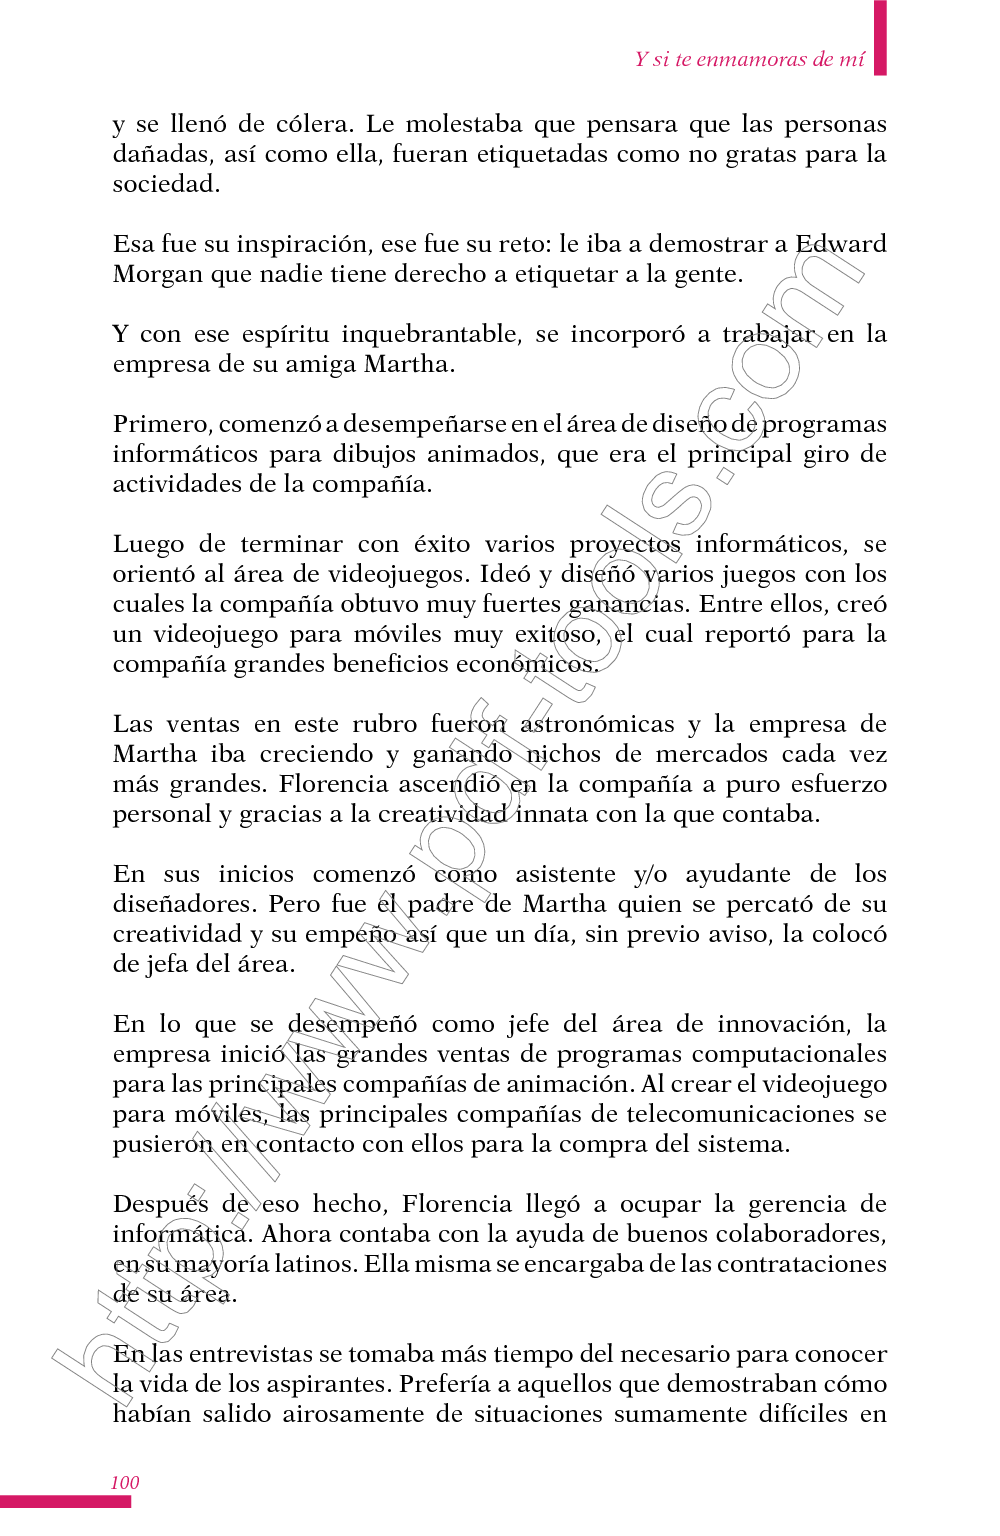 Y si te enmamoras de mí
y se llenó de cólera. Le molestaba que pensara que las personas
dañadas, así como ella, fueran etiquetadas como no gratas para la
sociedad.
Esa fue su inspiración, ese fue su reto: le iba a demostrar a Edward
Morgan que nadie tiene derecho a etiquetar a la gente.
Y con ese espíritu inquebrantable, se incorporó a trabajar en la
empresa de su amiga Martha.
Primero, comenzó a desempeñarse en el área de diseño de programas
informáticos para dibujos animados, que era el principal giro de
actividades de la compañía.
Luego de terminar con éxito varios proyectos informáticos, se
orientó al área de videojuegos. Ideó y diseñó varios juegos con los
cuales la compañía obtuvo muy fuertes ganancias. Entre ellos, creó
un videojuego para móviles muy exitoso, el cual reportó para la
compañía grandes beneficios económicos.
Las ventas en este rubro fueron astronómicas y la empresa de
Martha iba creciendo y ganando nichos de mercados cada vez
más grandes. Florencia ascendió en la compañía a puro esfuerzo
personal y gracias a la creatividad innata con la que contaba.
En sus inicios comenzó como asistente y/o ayudante de los
diseñadores. Pero fue el padre de Martha quien se percató de su
creatividad y su empeño así que un día, sin previo aviso, la colocó
de jefa del área.
En lo que se desempeñó como jefe del área de innovación, la
empresa inició las grandes ventas de programas computacionales
para las principales compañías de animación. Al crear el videojuego
para móviles, las principales compañías de telecomunicaciones se
pusieron en contacto con ellos para la compra del sistema.
Después de eso hecho, Florencia llegó a ocupar la gerencia de
informática. Ahora contaba con la ayuda de buenos colaboradores,
en su mayoría latinos. Ella misma se encargaba de las contrataciones
de su área.
En las entrevistas se tomaba más tiempo del necesario para conocer
la vida de los aspirantes. Prefería a aquellos que demostraban cómo
habían salido airosamente de situaciones sumamente difíciles en
100
http://www.pdf-tools.com